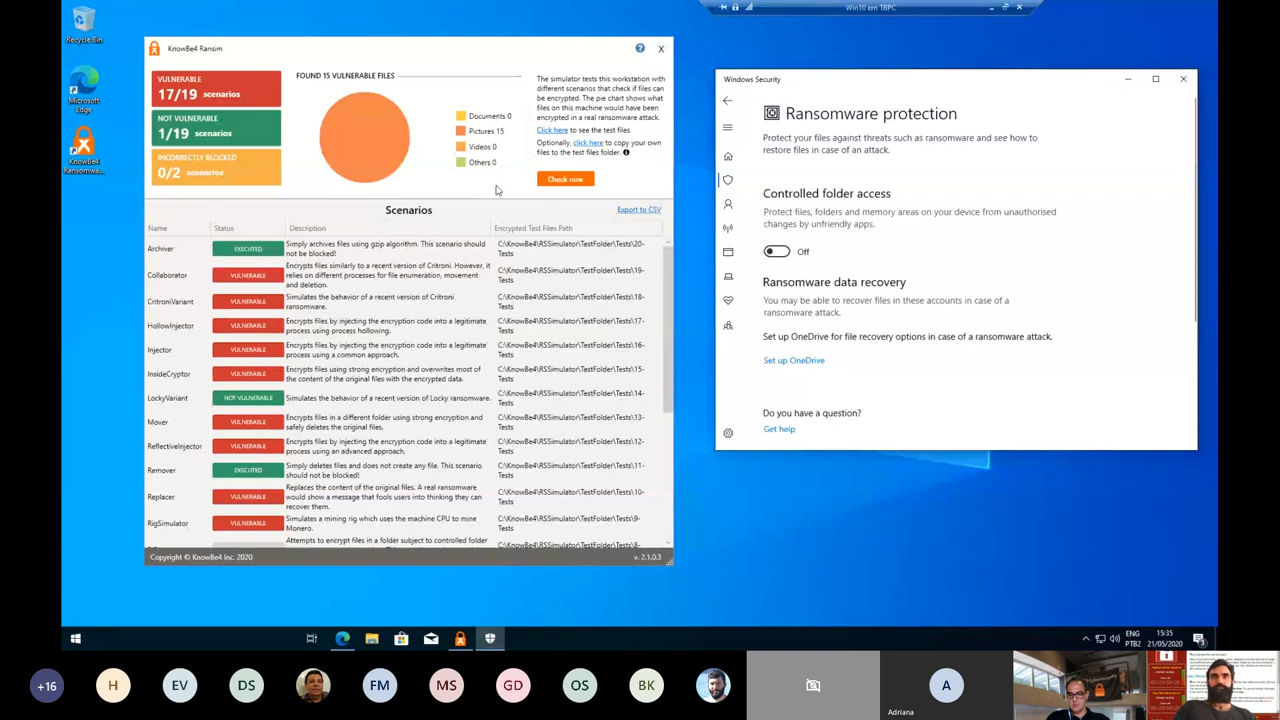 Win10 em TBPC
Recycle Bin
Microsoft
Edge
KnowBe4
Ransomwa...
KnowBe4 Ransim
X
VULNERABLE
17/19 scenarios
NOT VULNERABLE
1/19 scenarios
INCORRECTLY BLOCKED
0/2 scenarios
FOUND 15 VULNERABLE FILES
Documents 0
Pictures 15
Videos 0
Others 0
The simulator tests this workstation with
different scenarios that check if files can
be encrypted. The pie chart shows what
files on this machine would have been
encrypted in a real ransomware attack.
Click here to see the test files.
Optionally, click here to copy your own
files to the test files folder.
Check now
Scenarios
Export to CSV
Name Status Description Encrypted Test Files Path
Archiver EXECUTED Simply archives files using gzip algorithm. This scenario should
not be blocked! C:\KnowBe4\RSSimulator\TestFolder\Tests\20-
Tests
Collaborator VULNERABLE Encrypts files similarly to a recent version of Critroni. However, it
relies on different processes for file enumeration, movement
and deletion. C:\KnowBe4\RSSimulator\TestFolder\Tests\19-
Tests
CritroniVariant VULNERABLE Simulates the behavior of a recent version of Critroni
ransomware. C:\KnowBe4\RSSimulator\TestFolder\Tests\18-
Tests
HollowInjector VULNERABLE Encrypts files by injecting the encryption code into a legitimate
process using process hollowing. C:\KnowBe4\RSSimulator\TestFolder\Tests\17-
Tests
Injector VULNERABLE Encrypts files by injecting the encryption code into a legitimate
process using a common approach. C:\KnowBe4\RSSimulator\TestFolder\Tests\16-
Tests
InsideCryptor VULNERABLE Encrypts files using strong encryption and overwrites most of
the content of the original files with the encrypted data. C:\KnowBe4\RSSimulator\TestFolder\Tests\15-
Tests
LockyVariant NOT VULNERABLE Simulates the behavior of a recent version of Locky ransomware. C:\KnowBe4\RSSimulator\TestFolder\Tests\14-
Tests
Mover VULNERABLE Encrypts files in a different folder using strong encryption and
safely deletes the original files. C:\KnowBe4\RSSimulator\TestFolder\Tests\13-
Tests
ReflectiveInjector VULNERABLE Encrypts files by injecting the encryption code into a legitimate
process using an advanced approach. C:\KnowBe4\RSSimulator\TestFolder\Tests\12-
Tests
Remover EXECUTED Simply deletes files and does not create any file. This scenario
should not be blocked! C:\KnowBe4\RSSimulator\TestFolder\Tests\11-
Tests
Replacer VULNERABLE Replaces the content of the original files. A real ransomware
would show a message that fools users into thinking they can
recover them. C:\KnowBe4\RSSimulator\TestFolder\Tests\10-
Tests
RigSimulator VULNERABLE Simulates a mining rig which uses the machine CPU to mine
Monero. C:\KnowBe4\RSSimulator\TestFolder\Tests\9-
Tests
Attempts to encrypt files in a folder subject to controlled folder C:\KnowBe4\RSSimulator\TestFolder\Tests\8-
Copyright © KnowBe4 Inc. 2020 v. 2.1.0.3
Windows Security
Ransomware protection
Protect your files against threats such as ransomware and see how to
restore files in case of an attack.
Controlled folder access
Protect files, folders and memory areas on your device from unauthorised
changes by unfriendly apps.
Off
Ransomware data recovery
You may be able to recover files in these accounts in case of a
ransomware attack.
Set up OneDrive for file recovery options in case of a ransomware attack.
Set up OneDrive
Do you have a question?
Get help
ENG
PTB2
15:35
21/05/2020
3
+16
H
EV
DS
FM
GD
OS
BK
A
Adriana